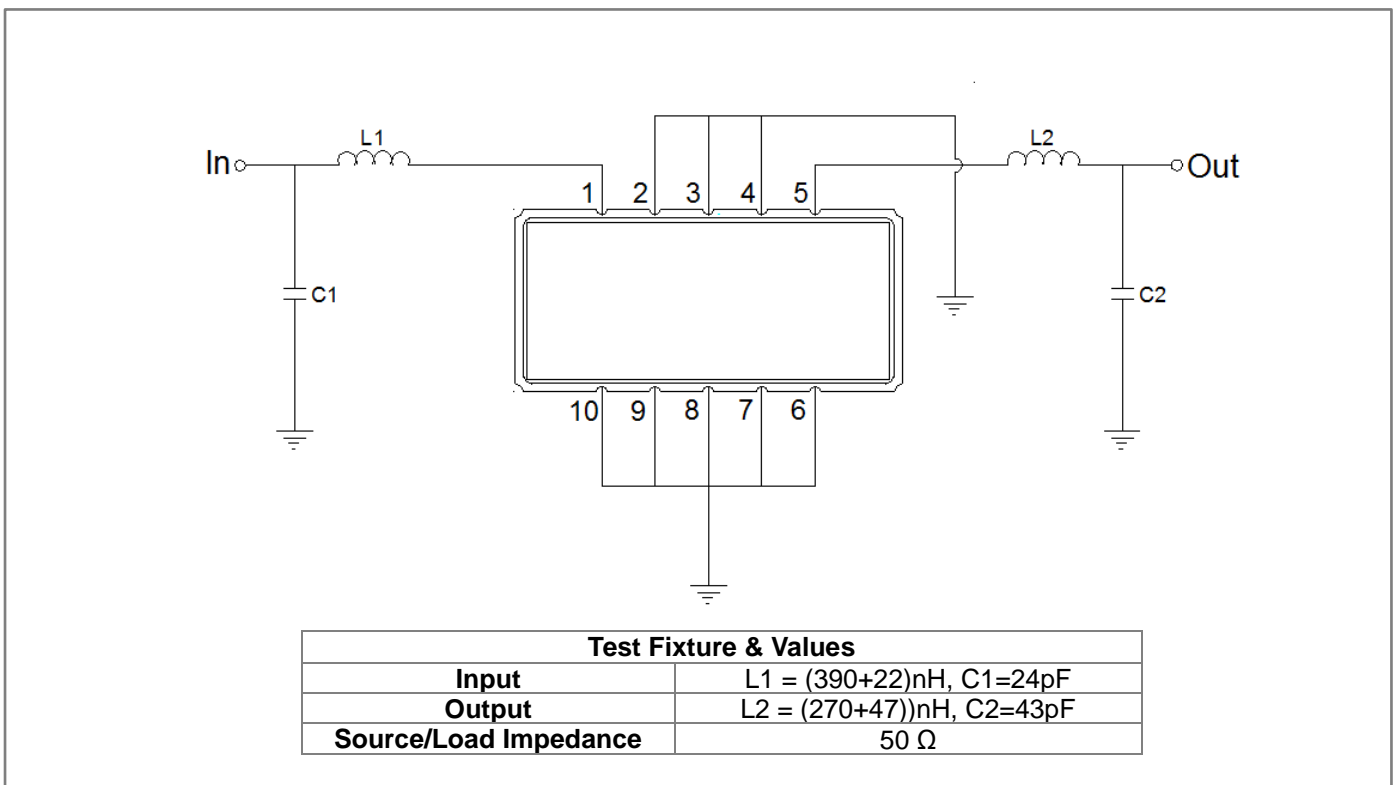 L1
L2
In
Out
1 2 3 4 5
C1
C2
10 9 8 7 6
Test Fixture & Values
Input L1 = (390+22)nH, C1=24pF
Output L2 = (270+47))nH, C2=43pF
Source/Load Impedance 50 Ω